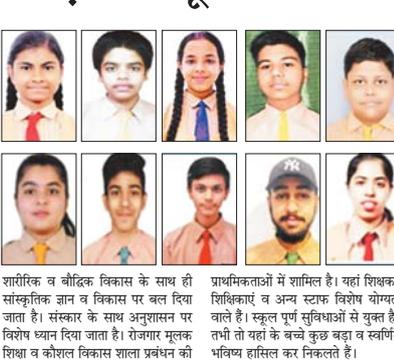 NY
शारीरिक व बौद्धिक विकास के साथ ही
सांस्कृतिक ज्ञान व विकास पर बल दिया
जाता है। संस्कार के साथ अनुशासन पर
विशेष ध्यान दिया जाता है। रोजगार मूलक
शिक्षा व कौशल विकास शाला प्रबंधन की
प्राथमिकताओं में शामिल है। यहां शिक्षक
शिक्षिकाएं व अन्य स्टाफ विशेष योग्यत
वाले हैं। स्कूल पूर्ण सुविधाओं से युक्त है
तभी तो यहां के बच्चे कुछ बड़ा व स्वर्णि
भविष्य हासिल कर निकलते हैं।